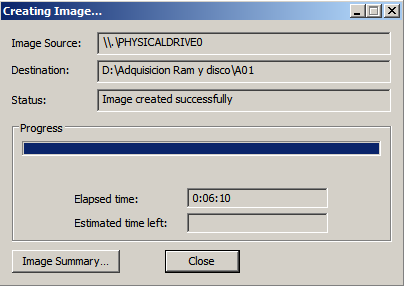 Creating Image...
Image Source: \\.\PHYSICALDRIVE0
Destination: D:\Adquisicion Ram y disco\A01
Status: Image created successfully
Progress
Elapsed time: 0:06:10
Estimated time left:
Image Summary... Close